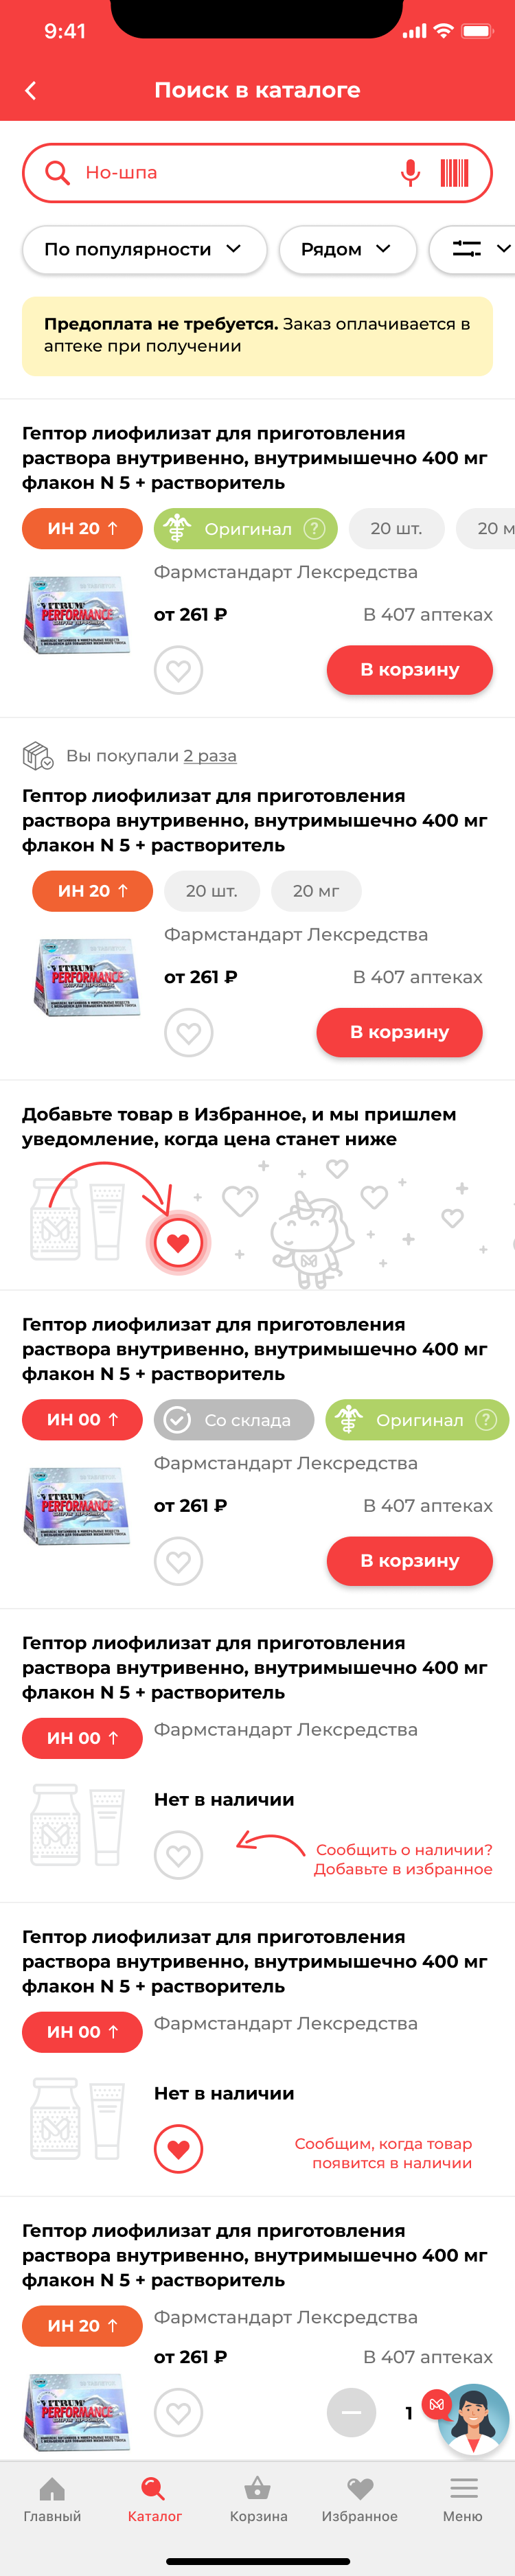 9:41
Поиск в каталоге
Но-шпа
По популярности
Рядом
Предоплата не требуется. Заказ оплачивается в
аптеке при получении
Гептор лиофилизат для приготовления
раствора внутривенно, внутримышечно 400 мг
флакон N 5 + растворитель
ИН 20 ↑ Оригинал ? 20 шт. 20 м
Фармстандарт Лексредства
VITRUM
PERFORMANCE
от 261 ₽ В 407 аптеках
В корзину
Вы покупали 2 раза
Гептор лиофилизат для приготовления
раствора внутривенно, внутримышечно 400 мг
флакон N 5 + растворитель
ИН 20 ↑ 20 шт. 20 мг
Фармстандарт Лексредства
VITRUM
PERFORMANCE
от 261 ₽ В 407 аптеках
В корзину
Добавьте товар в Избранное, и мы пришлем
уведомление, когда цена станет ниже
Гептор лиофилизат для приготовления
раствора внутривенно, внутримышечно 400 мг
флакон N 5 + растворитель
ИН 00 ↑ Со склада Оригинал ?
Фармстандарт Лексредства
VITRUM
PERFORMANCE
от 261 ₽ В 407 аптеках
В корзину
Гептор лиофилизат для приготовления
раствора внутривенно, внутримышечно 400 мг
флакон N 5 + растворитель
ИН 00 ↑ Фармстандарт Лексредства
Нет в наличии
Сообщить о наличии?
Добавьте в избранное
Гептор лиофилизат для приготовления
раствора внутривенно, внутримышечно 400 мг
флакон N 5 + растворитель
ИН 00 ↑ Фармстандарт Лексредства
Нет в наличии
Сообщим, когда товар
появится в наличии
Гептор лиофилизат для приготовления
раствора внутривенно, внутримышечно 400 мг
флакон N 5 + растворитель
ИН 20 ↑ Фармстандарт Лексредства
от 261 ₽ В 407 аптеках
VITRUM
PERFORMANCE
1
Главный Каталог Корзина Избранное Меню